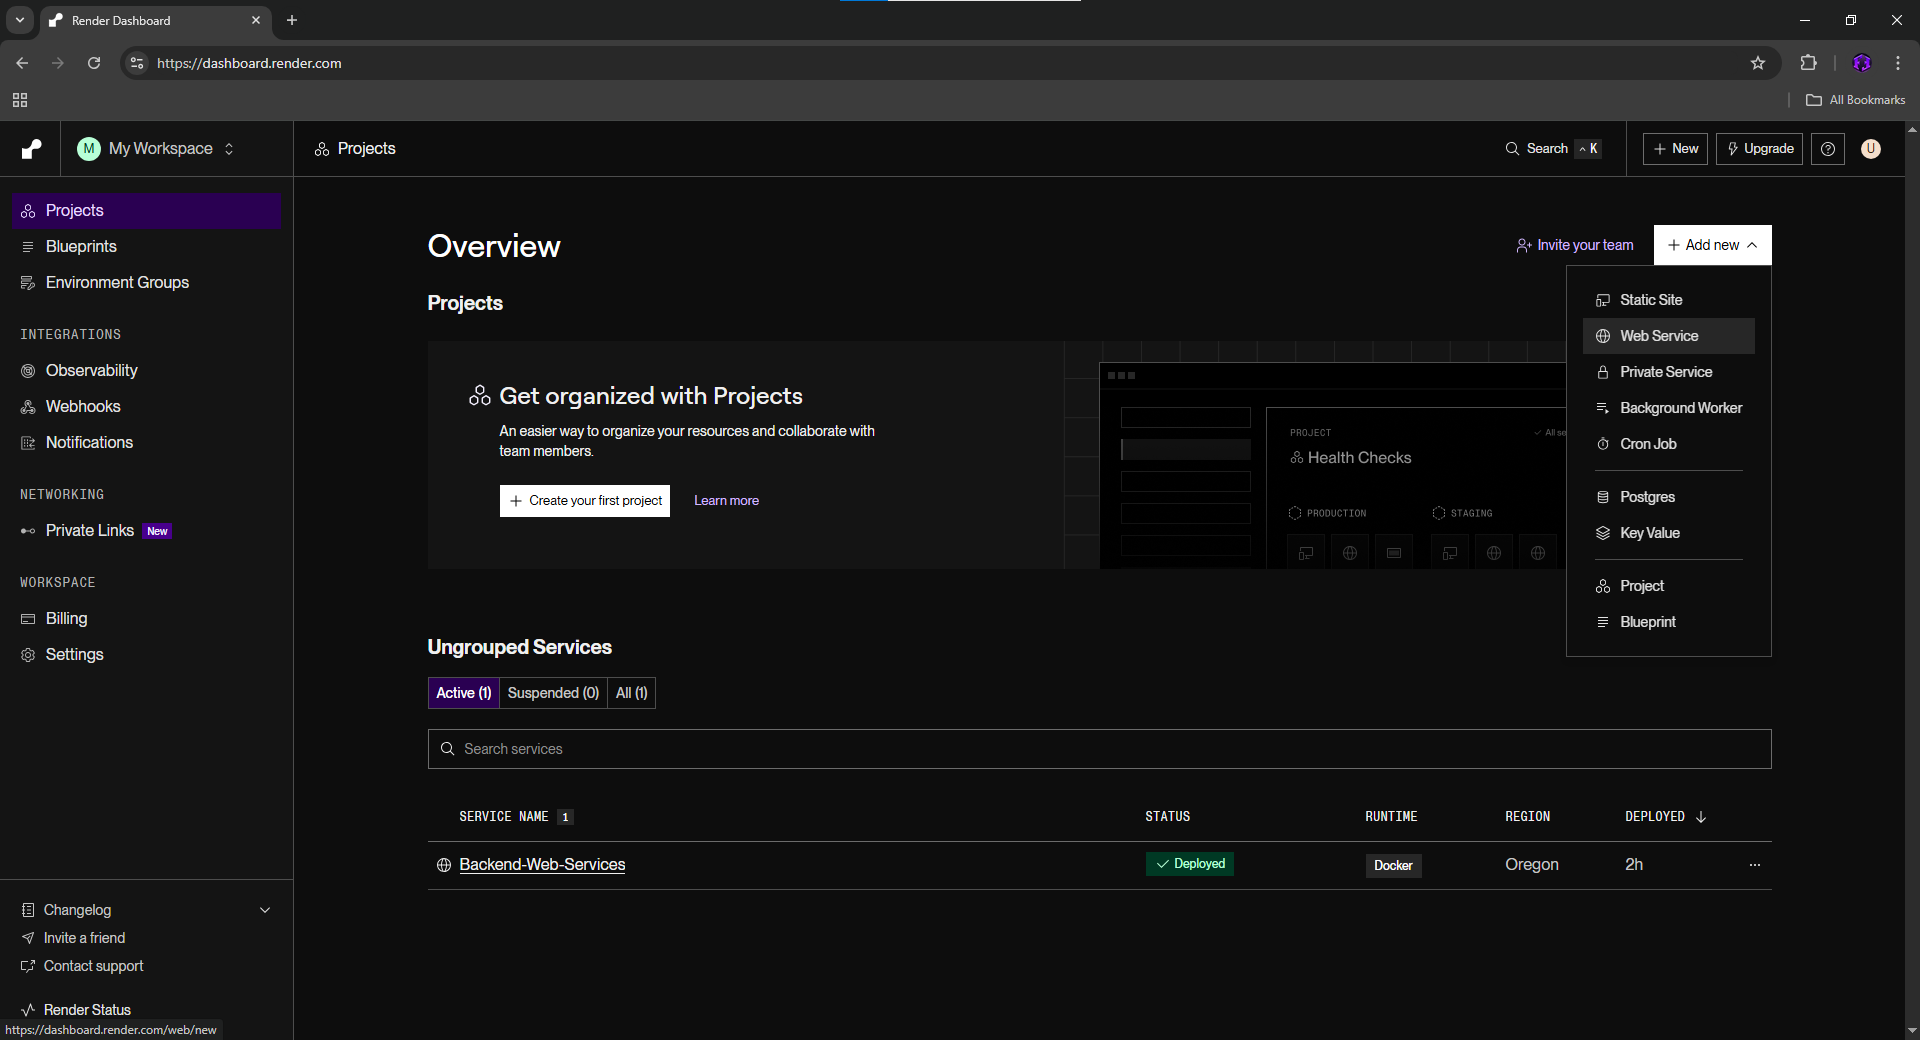 Render Dashboard
https://dashboard.render.com
All Bookmarks
M My Workspace
Projects
Search ^ K
+ New
Upgrade
U
Projects
Blueprints
Environment Groups
INTEGRATIONS
Observability
Webhooks
Notifications
NETWORKING
Private Links New
WORKSPACE
Billing
Settings
Changelog
Invite a friend
Contact support
Render Status
https://dashboard.render.com/web/new
Overview
Invite your team
+ Add new
Static Site
Web Service
Private Service
Background Worker
Cron Job
Postgres
Key Value
Project
Blueprint
Projects
Get organized with Projects
An easier way to organize your resources and collaborate with
team members.
+ Create your first project
Learn more
PROJECT
All se
Health Checks
PRODUCTION
STAGING
Ungrouped Services
Active (1)
Suspended (0)
All (1)
Search services
SERVICE NAME 1
STATUS
RUNTIME
REGION
DEPLOYED ↓
Backend-Web-Services
Deployed
Docker
Oregon
2h